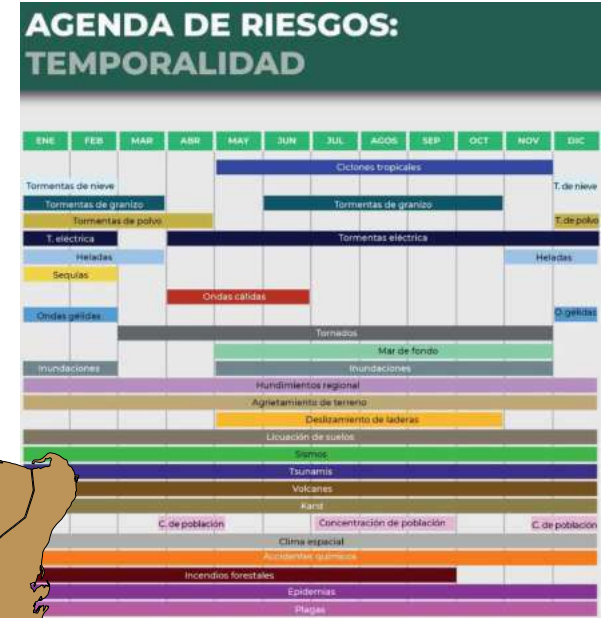 AGENDA DE RIESGOS:
TEMPORALIDAD
ENE FEB MAR ABR MAY JUN JUL AGOS SEP OCT NOV DIC
Ciclones tropicales
Tormentas de nieve T. de nieve
Tormentas de granizo Tormentas de granizo
Tormentas de polvo T. de polvo
T. eléctrica Tormentas eléctrica
Heladas Heladas
Sequías
Ondas cálidas
Ondas gélidas O. gélidas
Tornados
Mar de fondo
Inundaciones Inundaciones
Hundimientos regional
Agrietamiento de terreno
Deslizamiento de laderas
Licuación de suelos
Sismos
Tsunamis
Volcanes
Karst
C. de población Concentración de población C. de población
Clima espacial
Accidentes químicos
Incendios forestales
Epidemias
Plagas